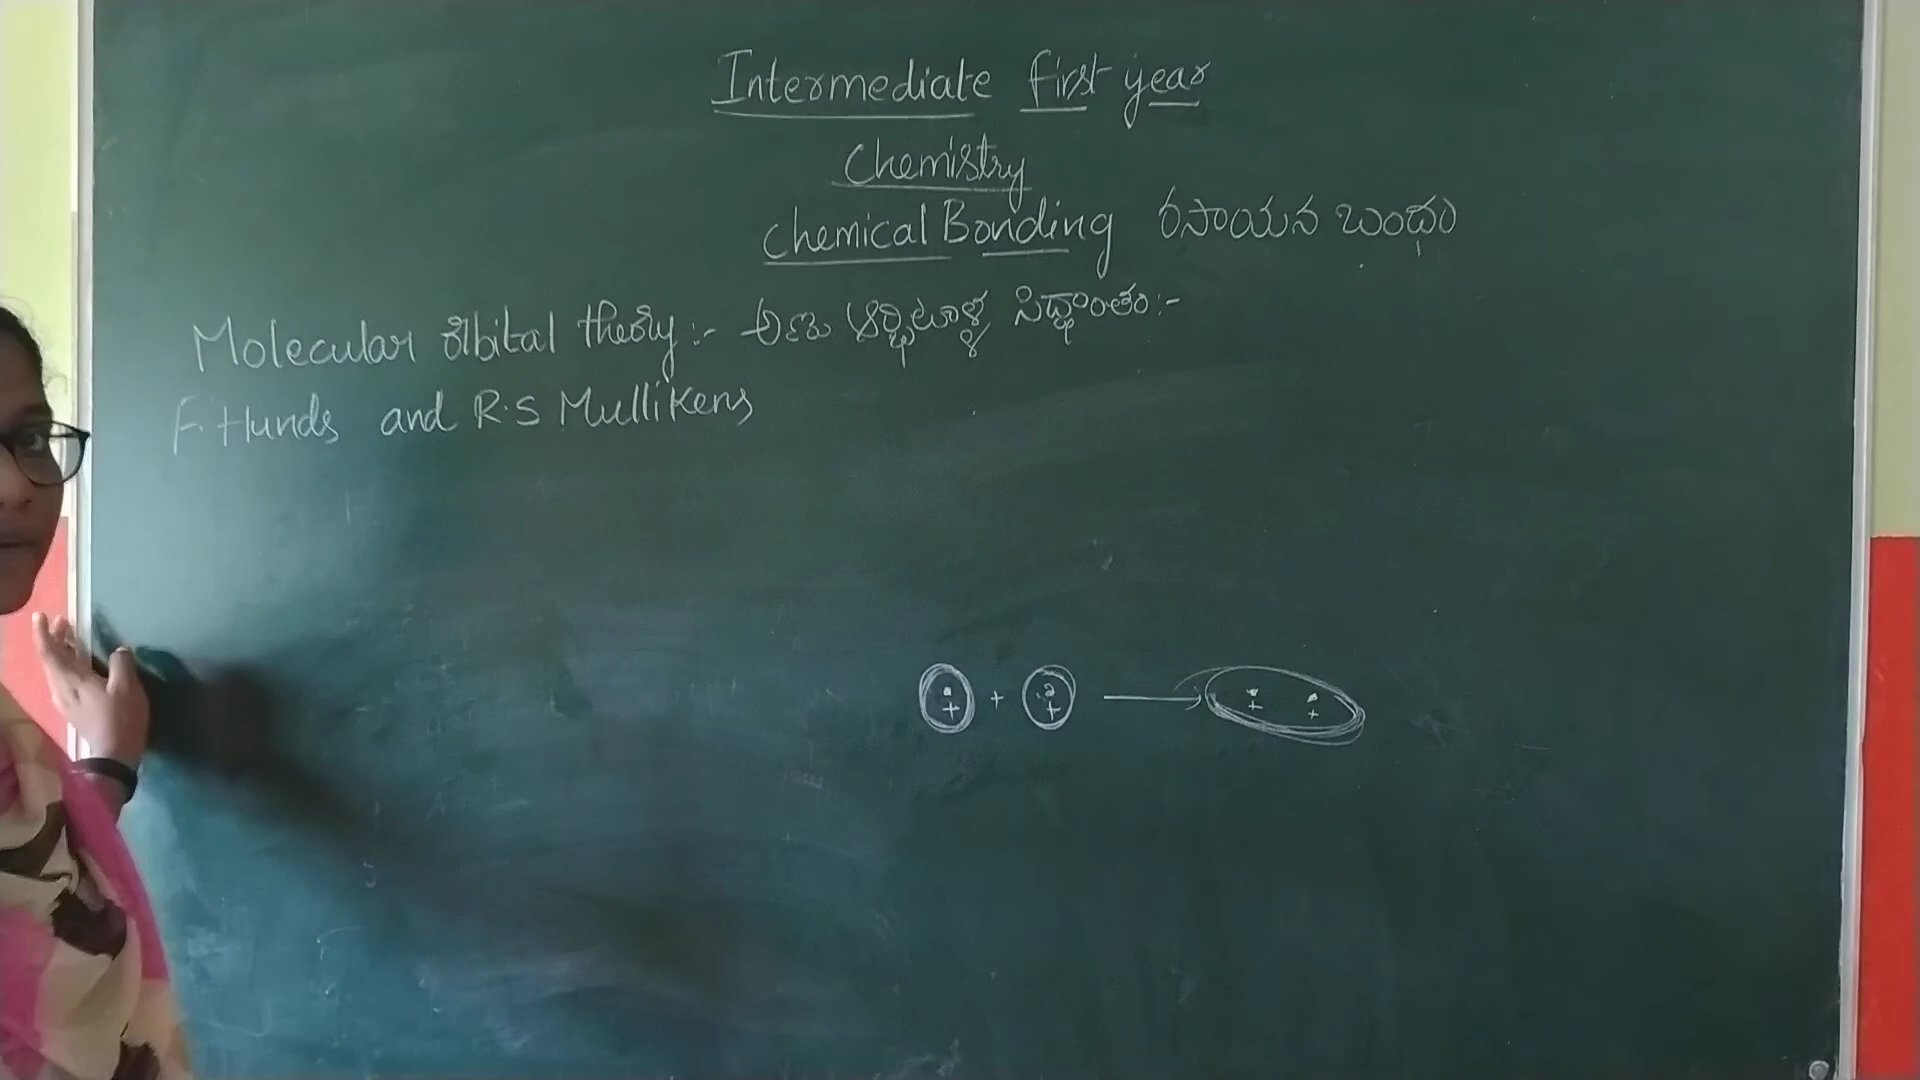 Intermediate first year
Chemistry
Chemical Bonding రసాయన బంధం
Molecular orbital theory:- అణు ఆర్బిటాళ్ళ సిద్ధాంతం:-
F. Hunds and R.S Mullikens
+ + + → + +